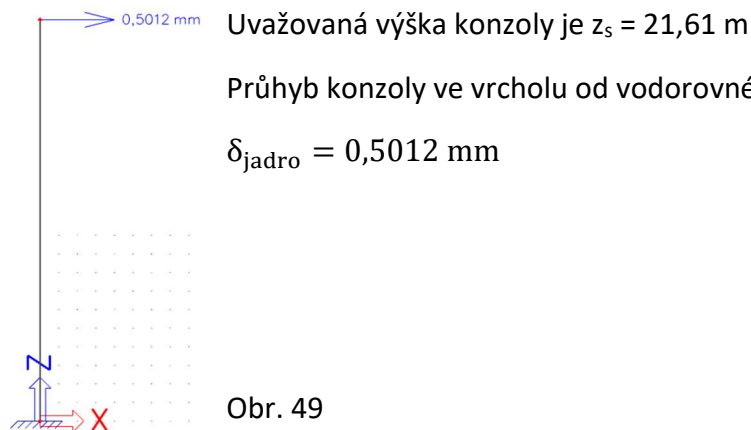 0,5012 mm
Uvažovaná výška konzoly je zₛ = 21,61 m
Průhyb konzoly ve vrcholu od vodorovné
δjadro = 0,5012 mm
Z
X
Obr. 49